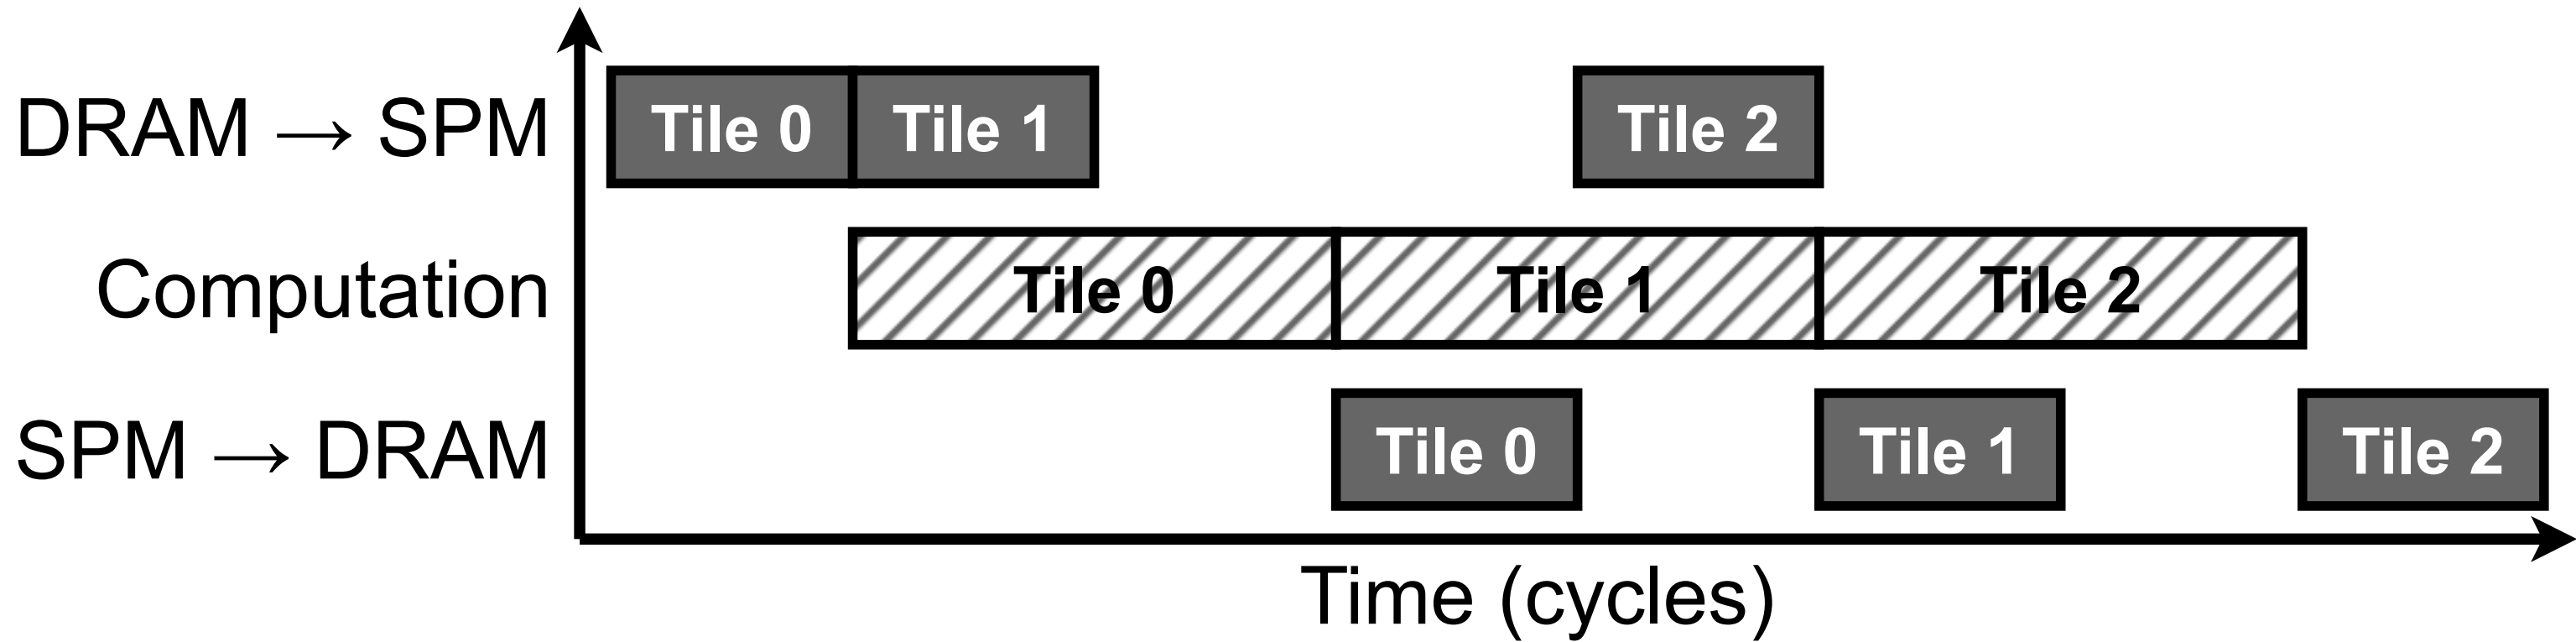 DRAM → SPM
Tile 0
Tile 1
Tile 2
Computation
Tile 0
Tile 1
Tile 2
SPM → DRAM
Tile 0
Tile 1
Tile 2
Time (cycles)